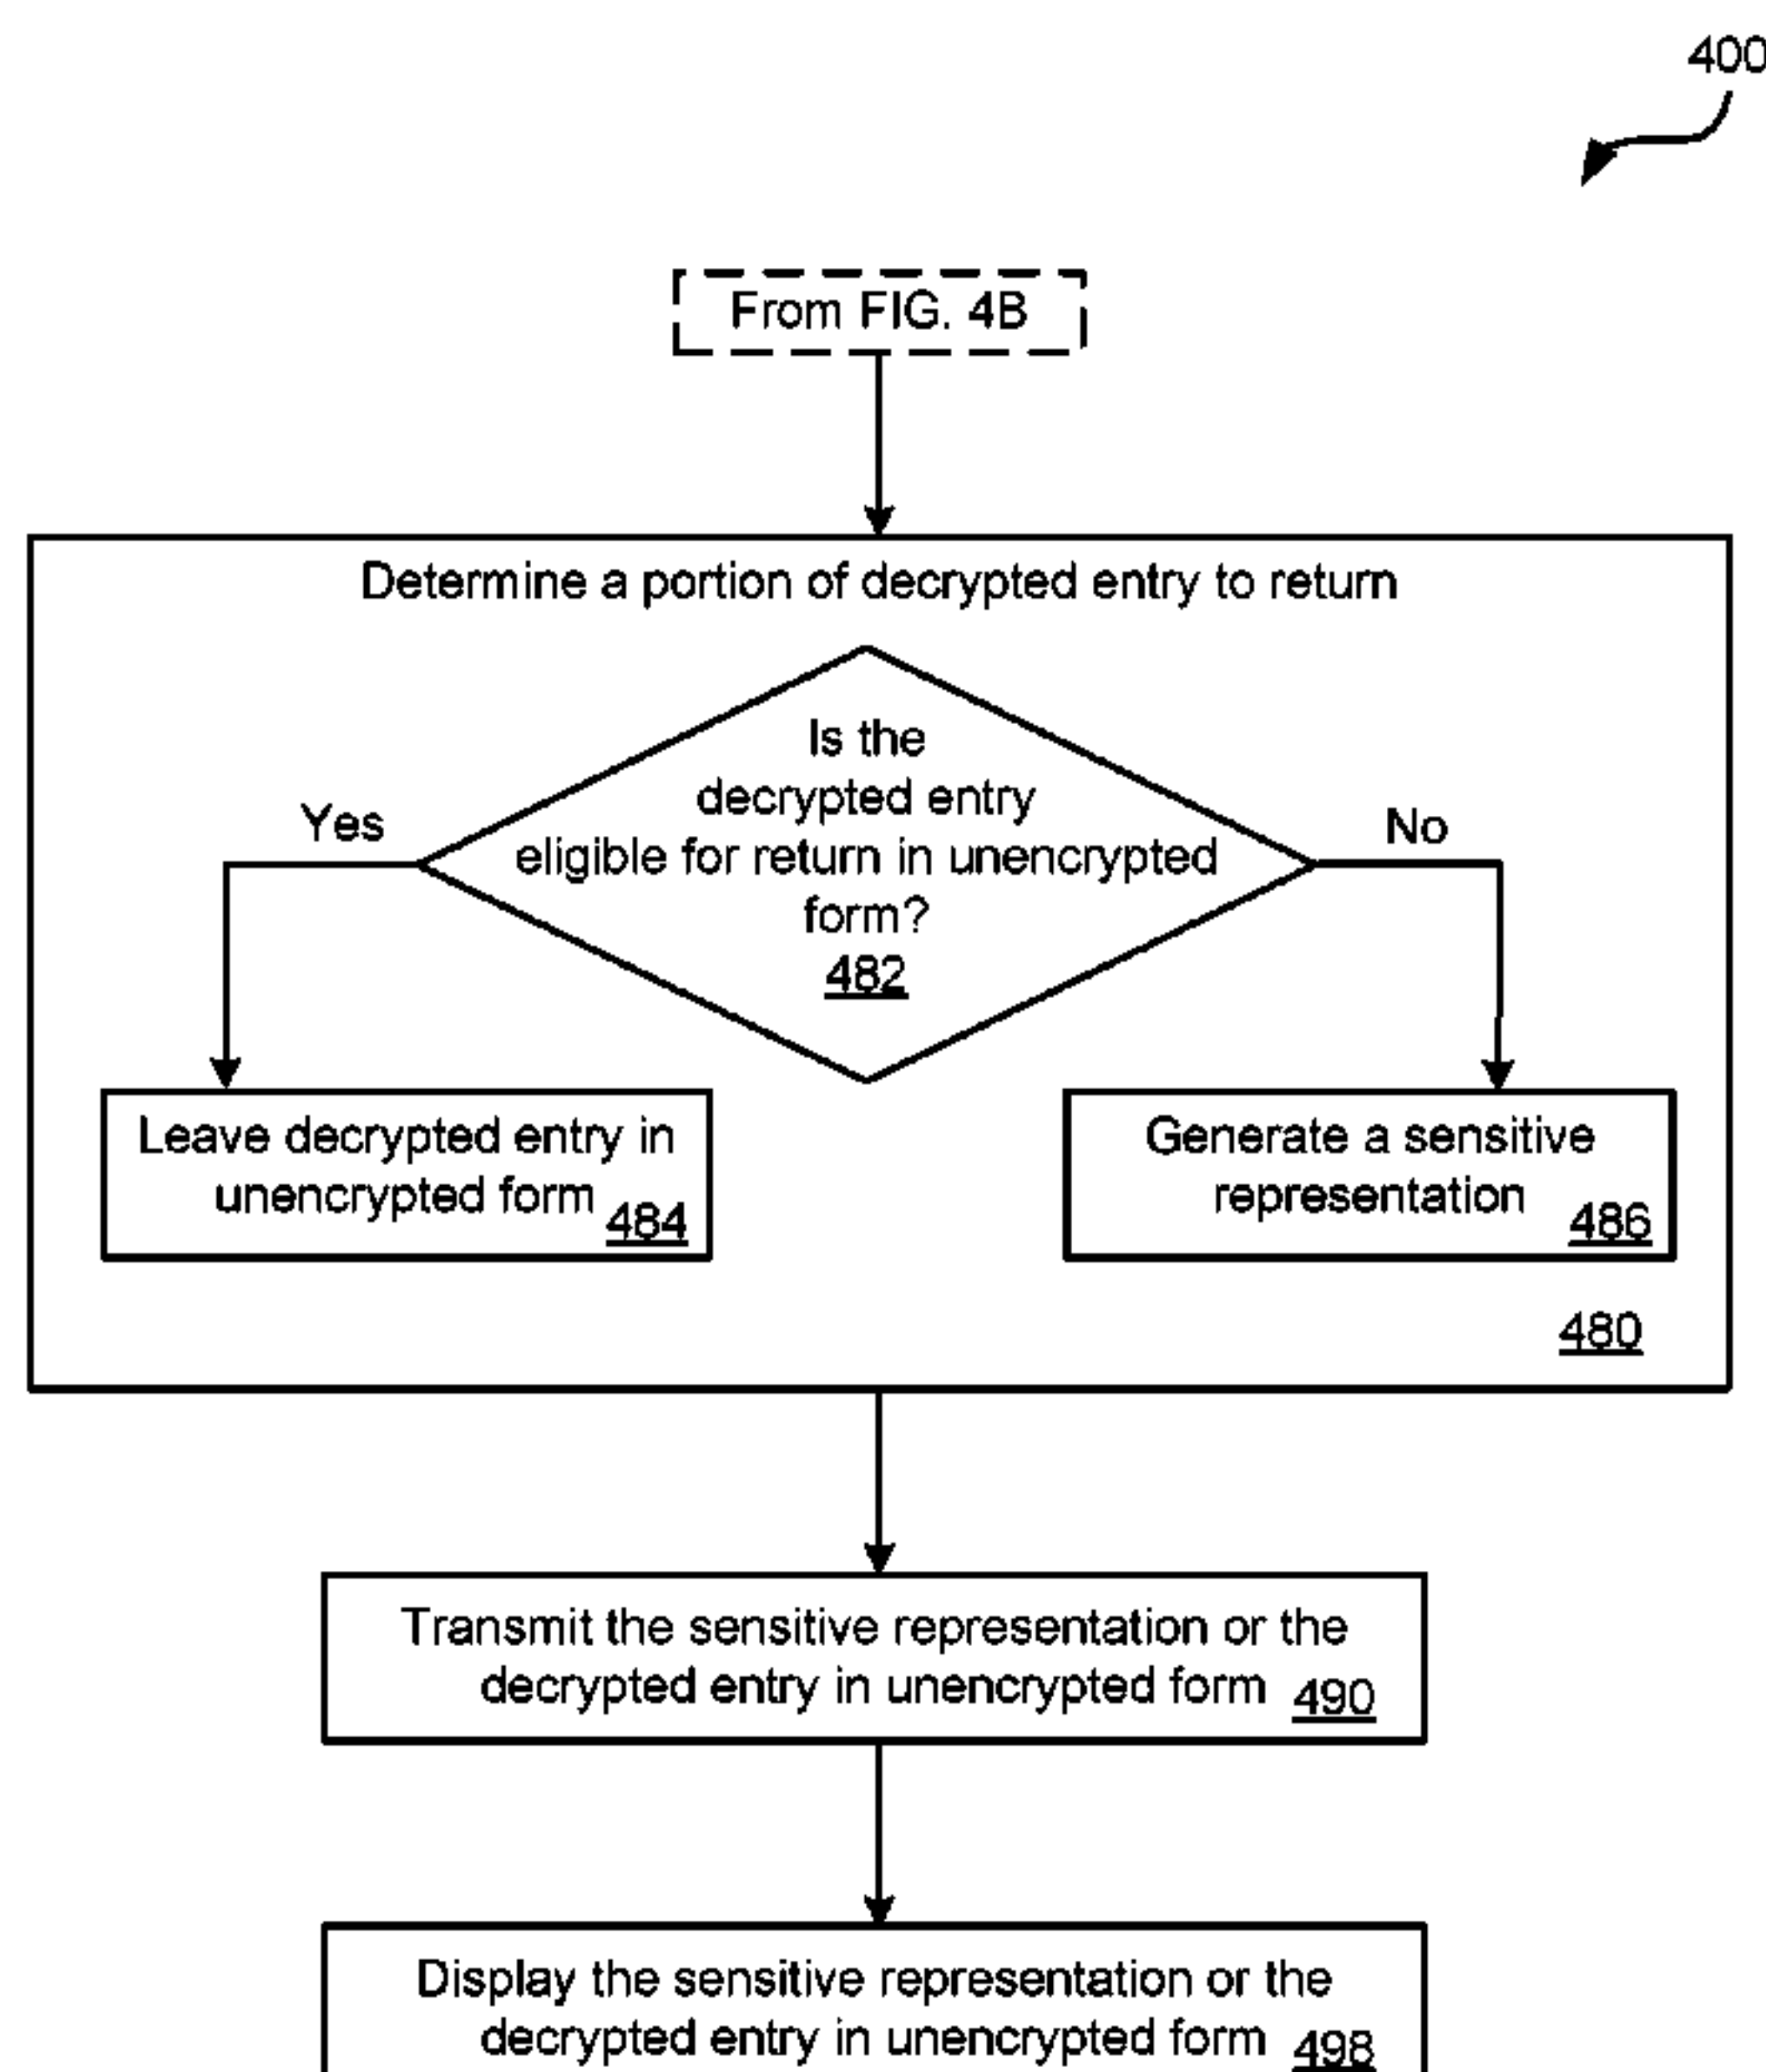 400
From FIG. 4B
Determine a portion of decrypted entry to return
Is the
decrypted entry
eligible for return in unencrypted
form?
482
Yes
No
Leave decrypted entry in
unencrypted form
484
Generate a sensitive
representation
486
480
Transmit the sensitive representation or the
decrypted entry in unencrypted form 490
Display the sensitive representation or the
decrypted entry in unencrypted form 498